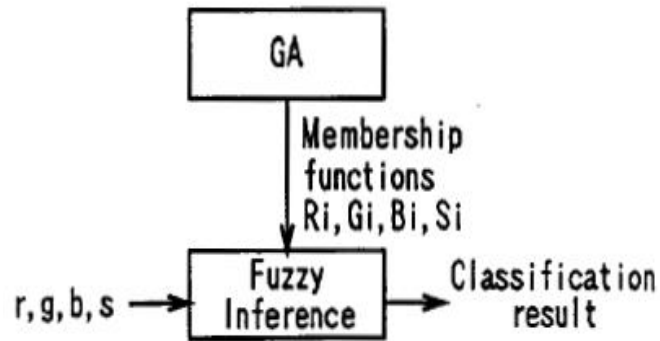 GA
Membership
functions
Ri,Gi,Bi,Si
r,g,b,s
Fuzzy
Inference
Classification
result